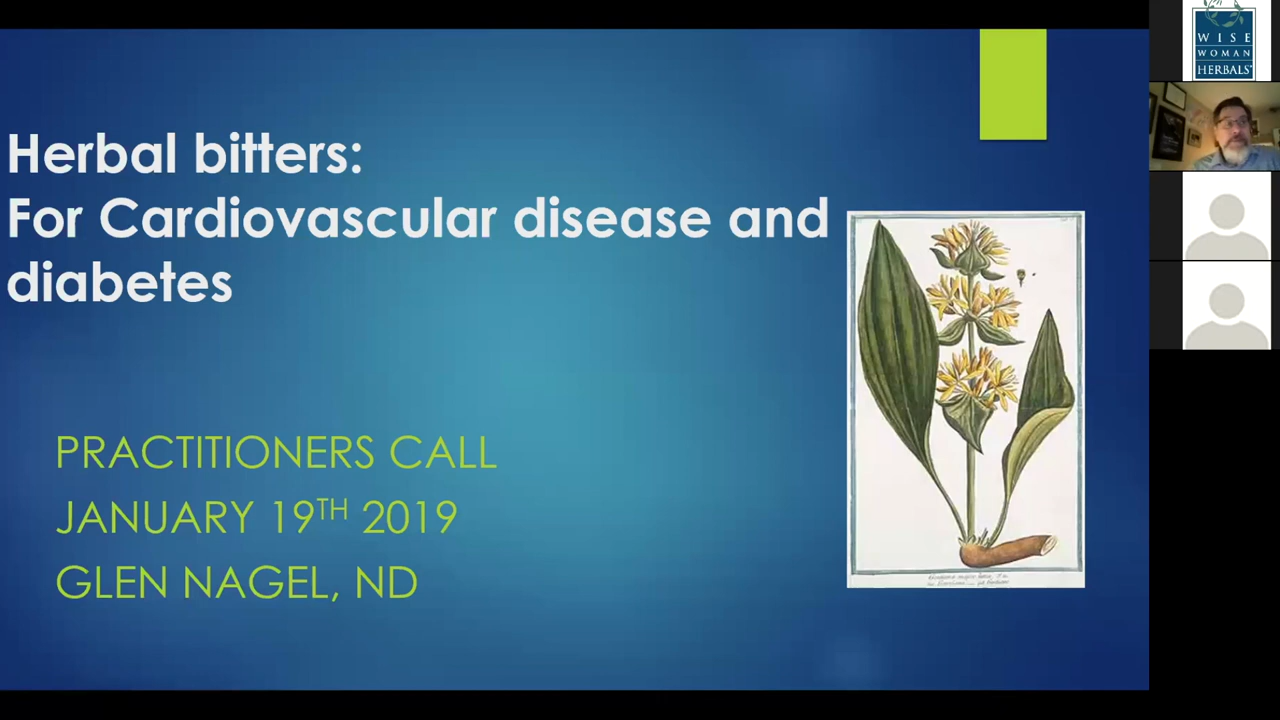 Herbal bitters:
For Cardiovascular disease and
diabetes
PRACTITIONERS CALL
JANUARY 19TH 2019
GLEN NAGEL, ND
WISE
WOMAN
HERBALS